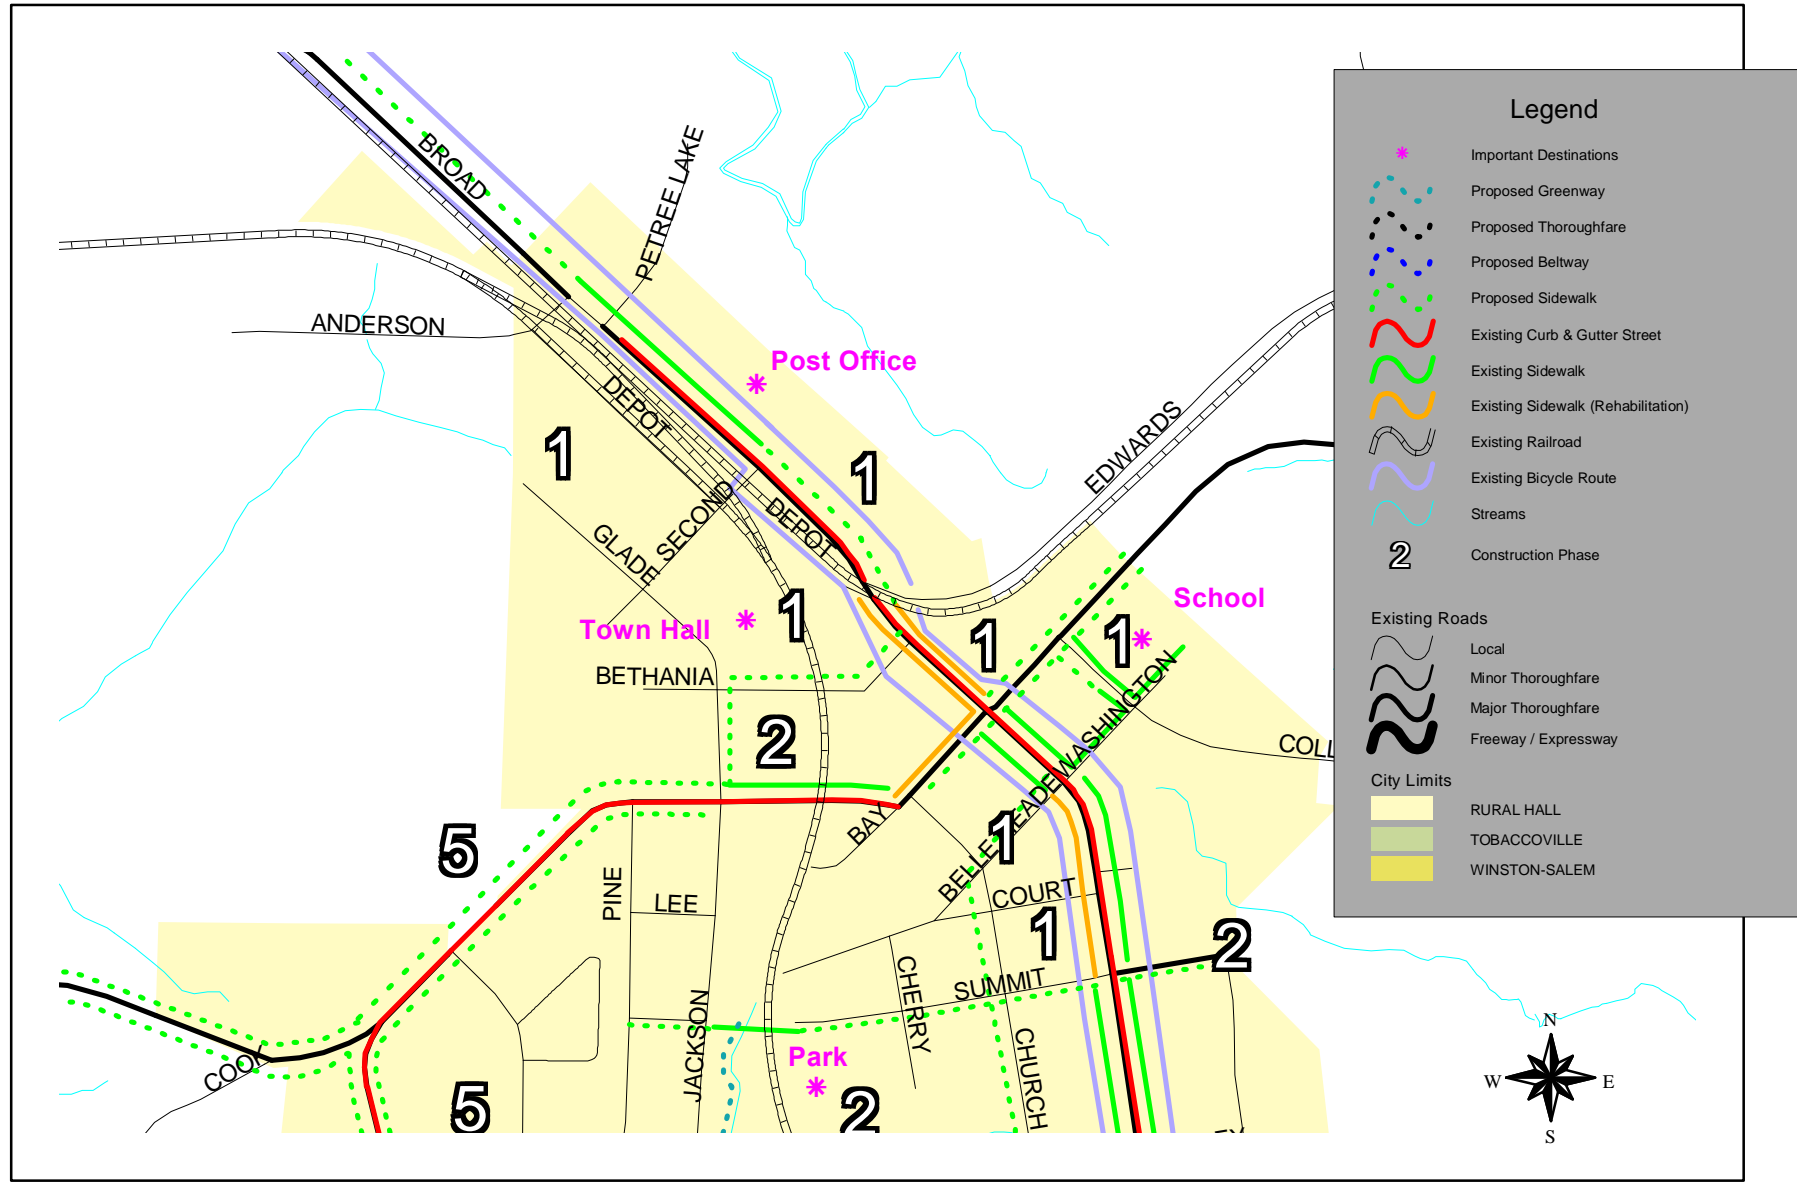 BROAD
PETREE LAKE
ANDERSON
Post Office
DEPOT
1
1
EDWARDS
SECOND
GLADE
DEPOT
School
Town Hall
1
1
1
BETHANIA
2
WASHINGTON
COLL
BAY
BELLE
EADE
1
5
PINE
LEE
COURT
1
2
CHERRY
SUMMIT
JACKSON
CHURCH
Park
COOK
5
2
Legend
Important Destinations
Proposed Greenway
Proposed Thoroughfare
Proposed Beltway
Proposed Sidewalk
Existing Curb & Gutter Street
Existing Sidewalk
Existing Sidewalk (Rehabilitation)
Existing Railroad
Existing Bicycle Route
Streams
2 Construction Phase
Existing Roads
Local
Minor Thoroughfare
Major Thoroughfare
Freeway / Expressway
City Limits
RURAL HALL
TOBACCOVILLE
WINSTON-SALEM
N
W E
S